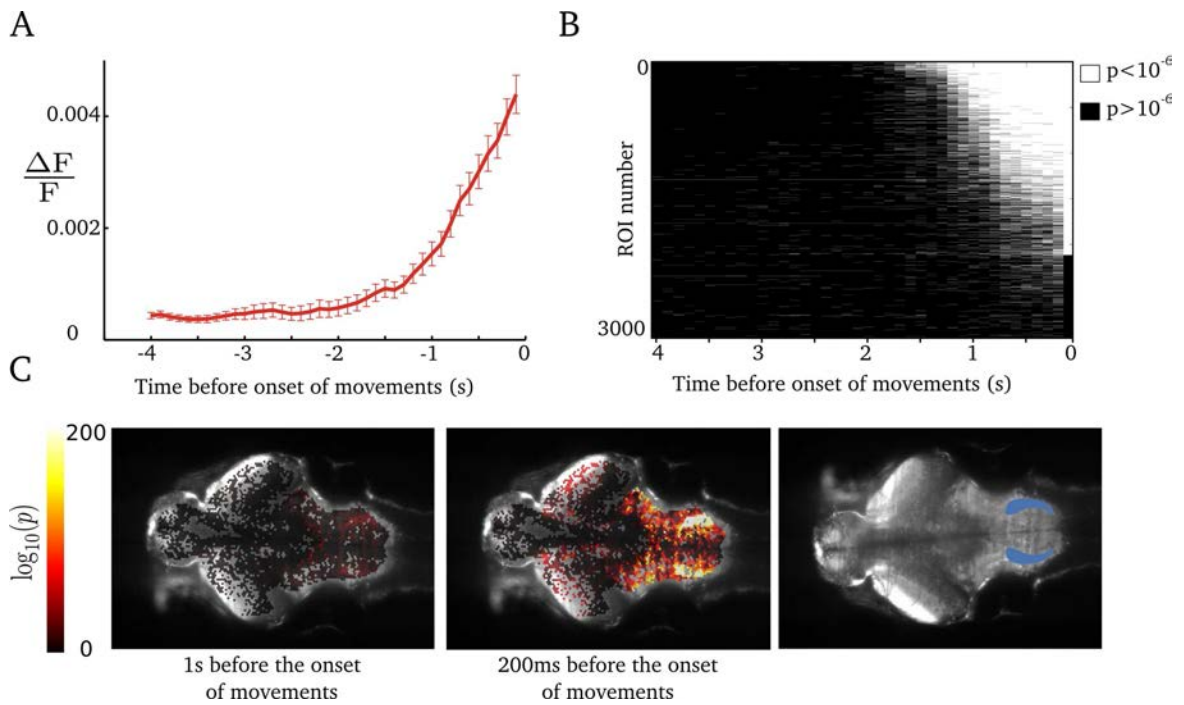 A
0.004
ΔF
F
0.002
0
-4 -3 -2 -1 0
Time before onset of movements (s)
B
0
ROI number
3000
4 3 2 1 0
Time before onset of movements (s)
p<10⁻⁶
p>10⁻⁶
C
200
log₁₀(p)
0
1s before the onset
of movements
200ms before the onset
of movements